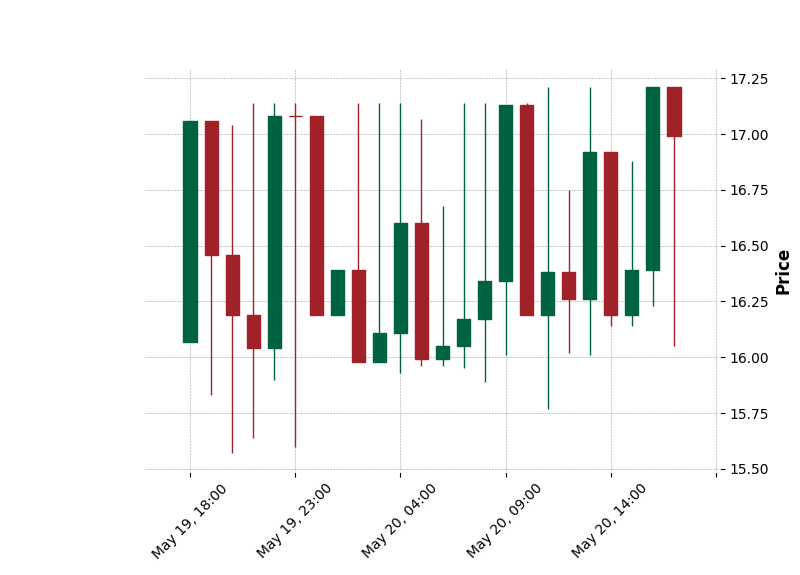 17.25
17.00
16.75
16.50
16.25
16.00
15.75
15.50
Price
May 19, 18:00
May 19, 23:00
May 20, 04:00
May 20, 09:00
May 20, 14:00